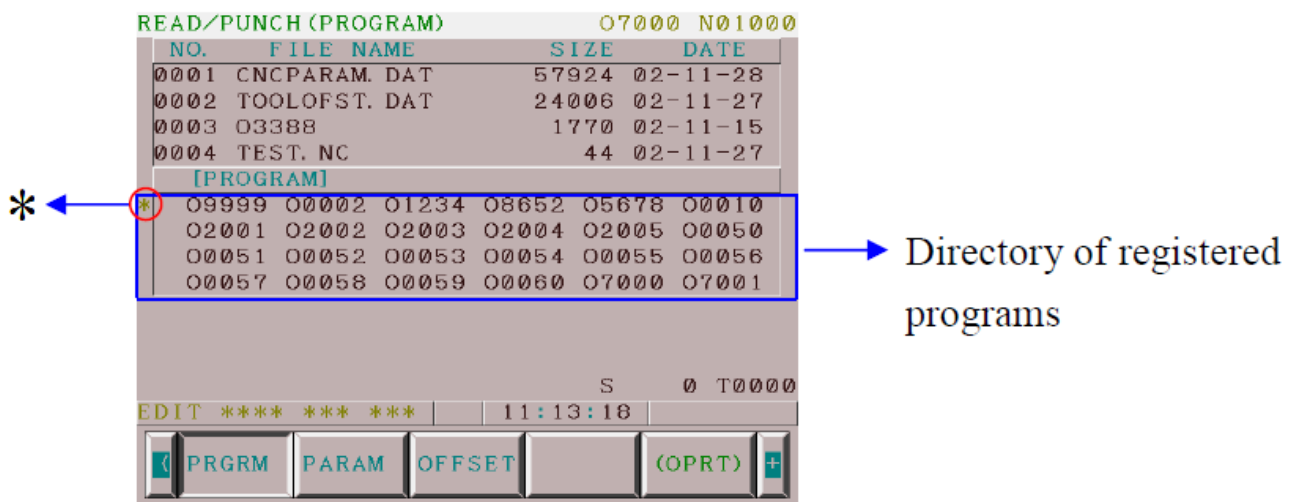 READ/PUNCH(PROGRAM) O7000 N01000
NO. FILE NAME SIZE DATE
0001 CNCPARAM. DAT 57924 02-11-28
0002 TOOLOFST. DAT 24006 02-11-27
0003 O3388 1770 02-11-15
0004 TEST. NC 44 02-11-27
[PROGRAM]
* * O9999 O0002 O1234 O8652 O5678 O0010
O2001 O2002 O2003 O2004 O2005 O0050
O0051 O0052 O0053 O0054 O0055 O0056
O0057 O0058 O0059 O0060 O7000 O7001
Directory of registered
programs
S 0 T0000
EDIT **** *** *** 11:13:18
PRGRM PARAM OFFSET (OPRT) +